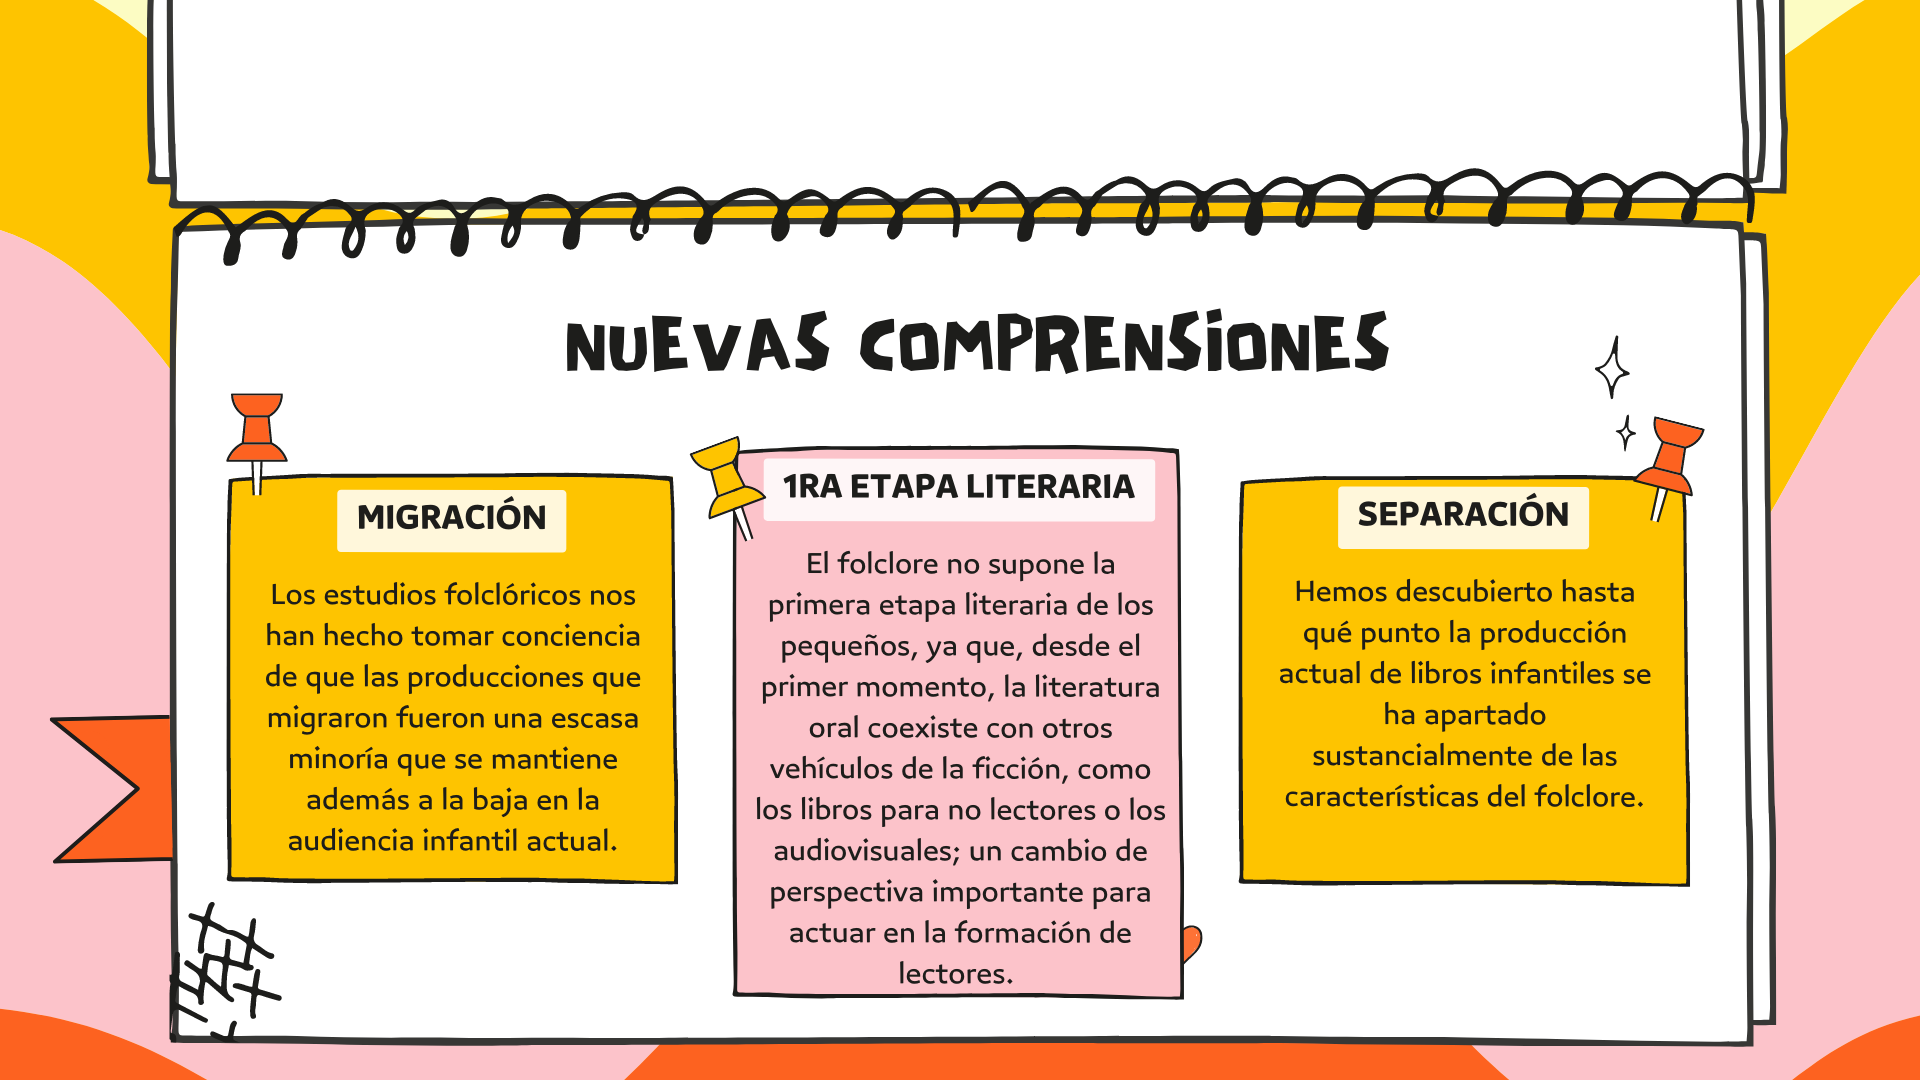 NUEVAS COMPRENSIONES
MIGRACIÓN
Los estudios folclóricos nos
han hecho tomar conciencia
de que las producciones que
migraron fueron una escasa
minoría que se mantiene
además a la baja en la
audiencia infantil actual.
1RA ETAPA LITERARIA
El folclore no supone la
primera etapa literaria de los
pequeños, ya que, desde el
primer momento, la literatura
oral coexiste con otros
vehículos de la ficción, como
los libros para no lectores o los
audiovisuales; un cambio de
perspectiva importante para
actuar en la formación de
lectores.
SEPARACIÓN
Hemos descubierto hasta
qué punto la producción
actual de libros infantiles se
ha apartado
sustancialmente de las
características del folclore.